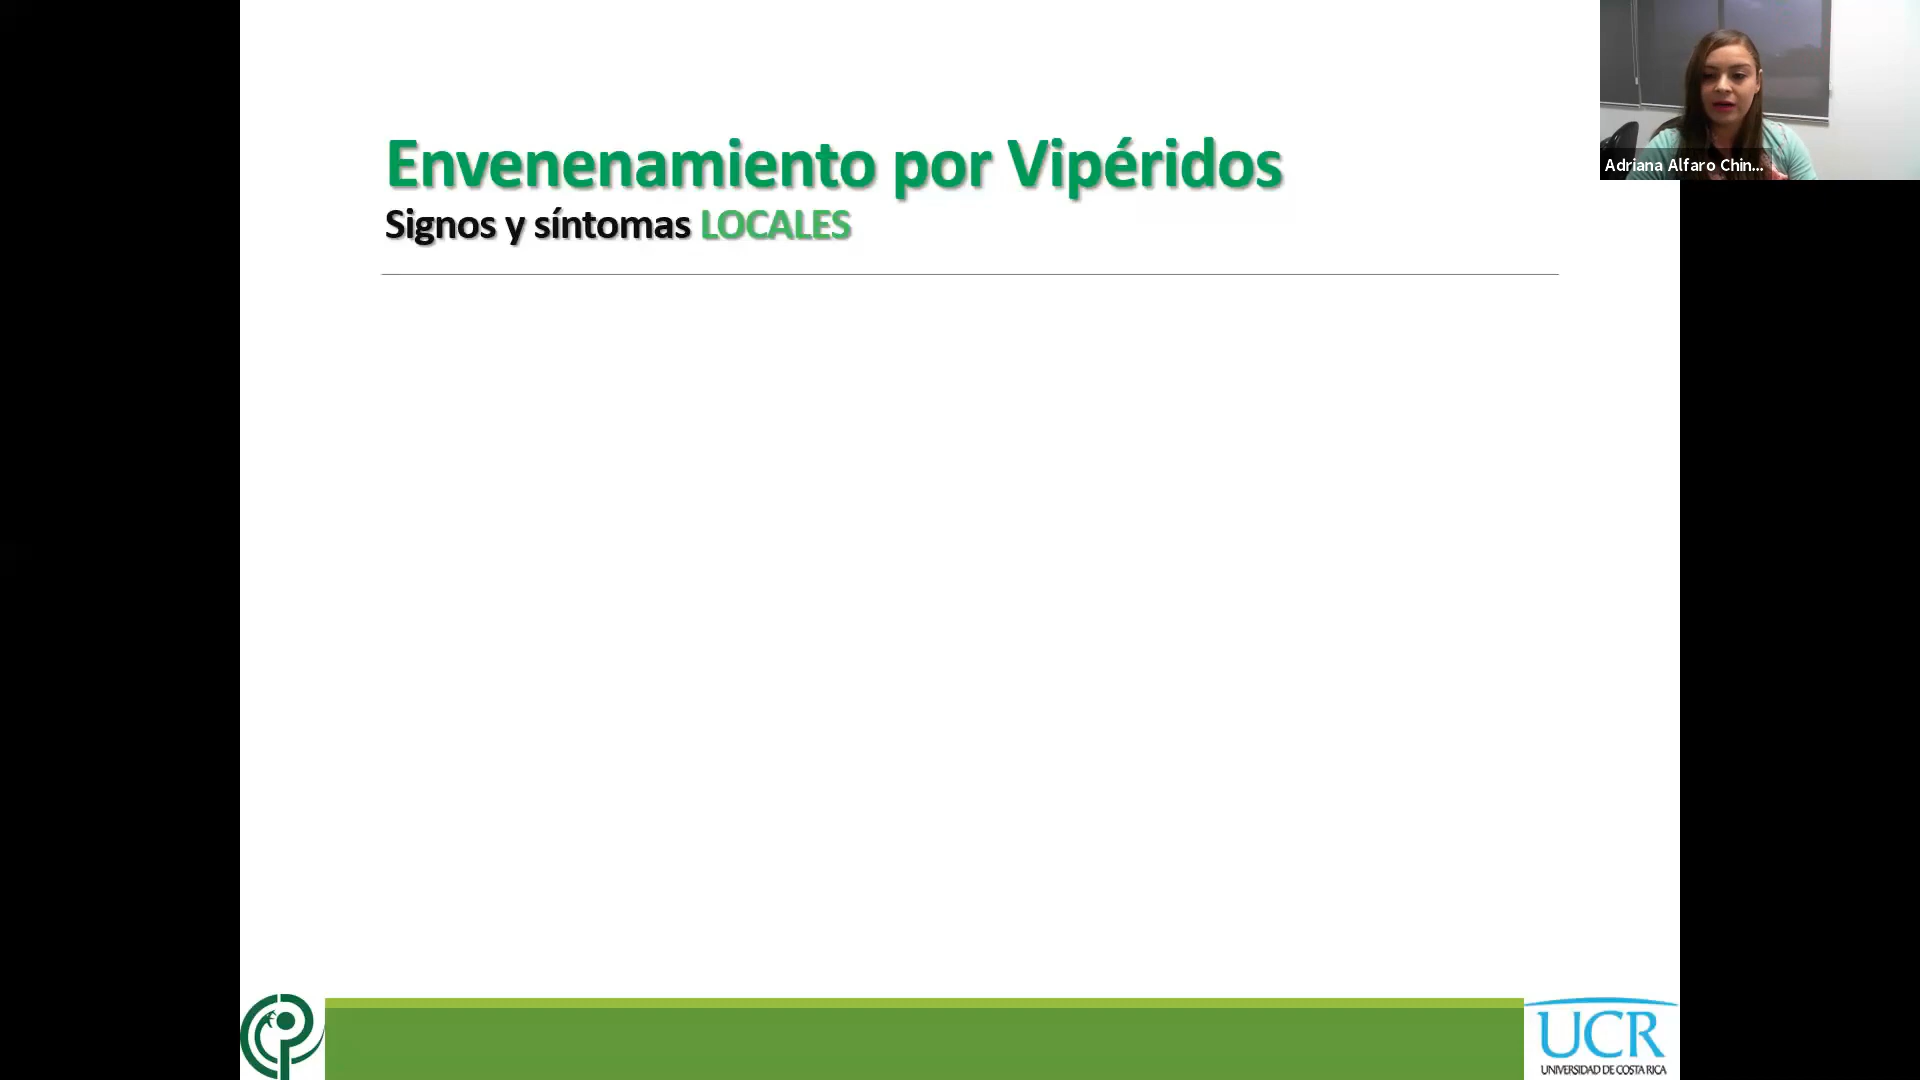 Envenenamiento por Vipéridos
Signos y síntomas LOCALES
Adriana Alfaro Chin...
UCR
UNIVERSIDAD DE COSTA RICA